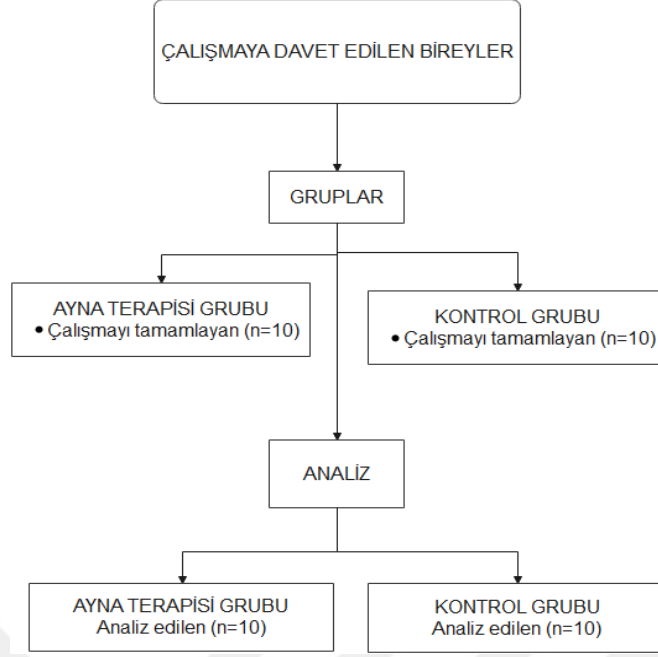 ÇALIŞMAYA DAVET EDİLEN BİREYLER
GRUPLAR
AYNA TERAPİSİ GRUBU
• Çalışmayı tamamlayan (n=10)
KONTROL GRUBU
• Çalışmayı tamamlayan (n=10)
ANALİZ
AYNA TERAPİSİ GRUBU
Analiz edilen (n=10)
KONTROL GRUBU
Analiz edilen (n=10)